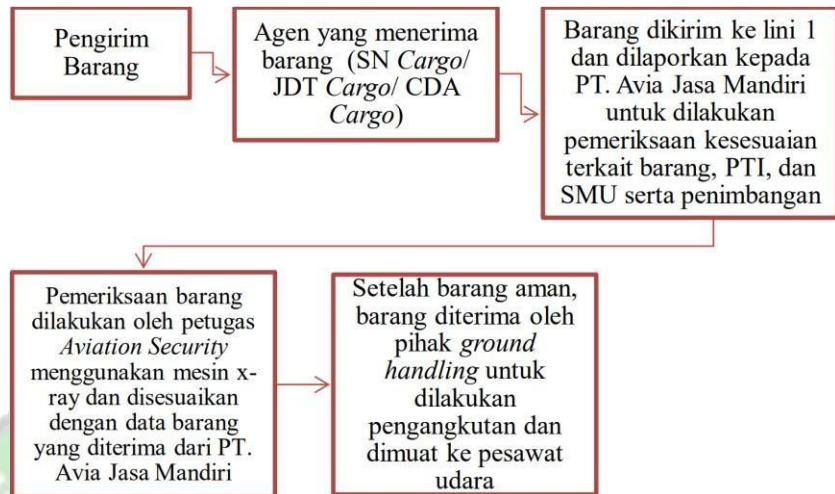 Pengirim
Barang
Agen yang menerima
barang (SN Cargo/
JDT Cargo/ CDA
Cargo)
Barang dikirim ke lini 1
dan dilaporkan kepada
PT. Avia Jasa Mandiri
untuk dilakukan
pemeriksaan kesesuaian
terkait barang, PTI, dan
SMU serta penimbangan
Pemeriksaan barang
dilakukan oleh petugas
Aviation Security
menggunakan mesin x-
ray dan disesuaikan
dengan data barang
yang diterima dari PT.
Avia Jasa Mandiri
Setelah barang aman,
barang diterima oleh
pihak ground
handling untuk
dilakukan
pengangkutan dan
dimuat ke pesawat
udara